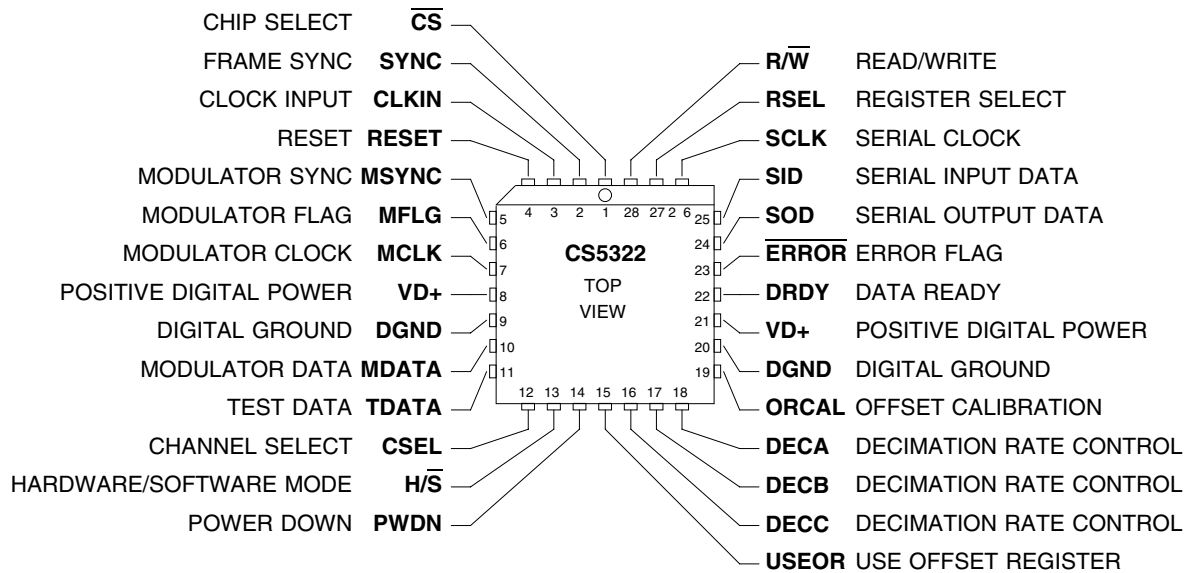 CHIP SELECT C̅S̅
FRAME SYNC SYNC
CLOCK INPUT CLKIN
RESET RESET
MODULATOR SYNC MSYNC
MODULATOR FLAG MFLG
MODULATOR CLOCK MCLK
POSITIVE DIGITAL POWER VD+
DIGITAL GROUND DGND
MODULATOR DATA MDATA
TEST DATA TDATA
CHANNEL SELECT CSEL
HARDWARE/SOFTWARE MODE H/S̅
POWER DOWN PWDN
4 3 2 1 28 27 2 6
5
6
7
8
9
10
11
CS5322
TOP
VIEW
25
24
23
22
21
20
19
12 13 14 15 16 17 18
R/W̅ READ/WRITE
RSEL REGISTER SELECT
SCLK SERIAL CLOCK
SID SERIAL INPUT DATA
SOD SERIAL OUTPUT DATA
E̅R̅R̅O̅R̅ ERROR FLAG
DRDY DATA READY
VD+ POSITIVE DIGITAL POWER
DGND DIGITAL GROUND
ORCAL OFFSET CALIBRATION
DECA DECIMATION RATE CONTROL
DECB DECIMATION RATE CONTROL
DECC DECIMATION RATE CONTROL
USEOR USE OFFSET REGISTER